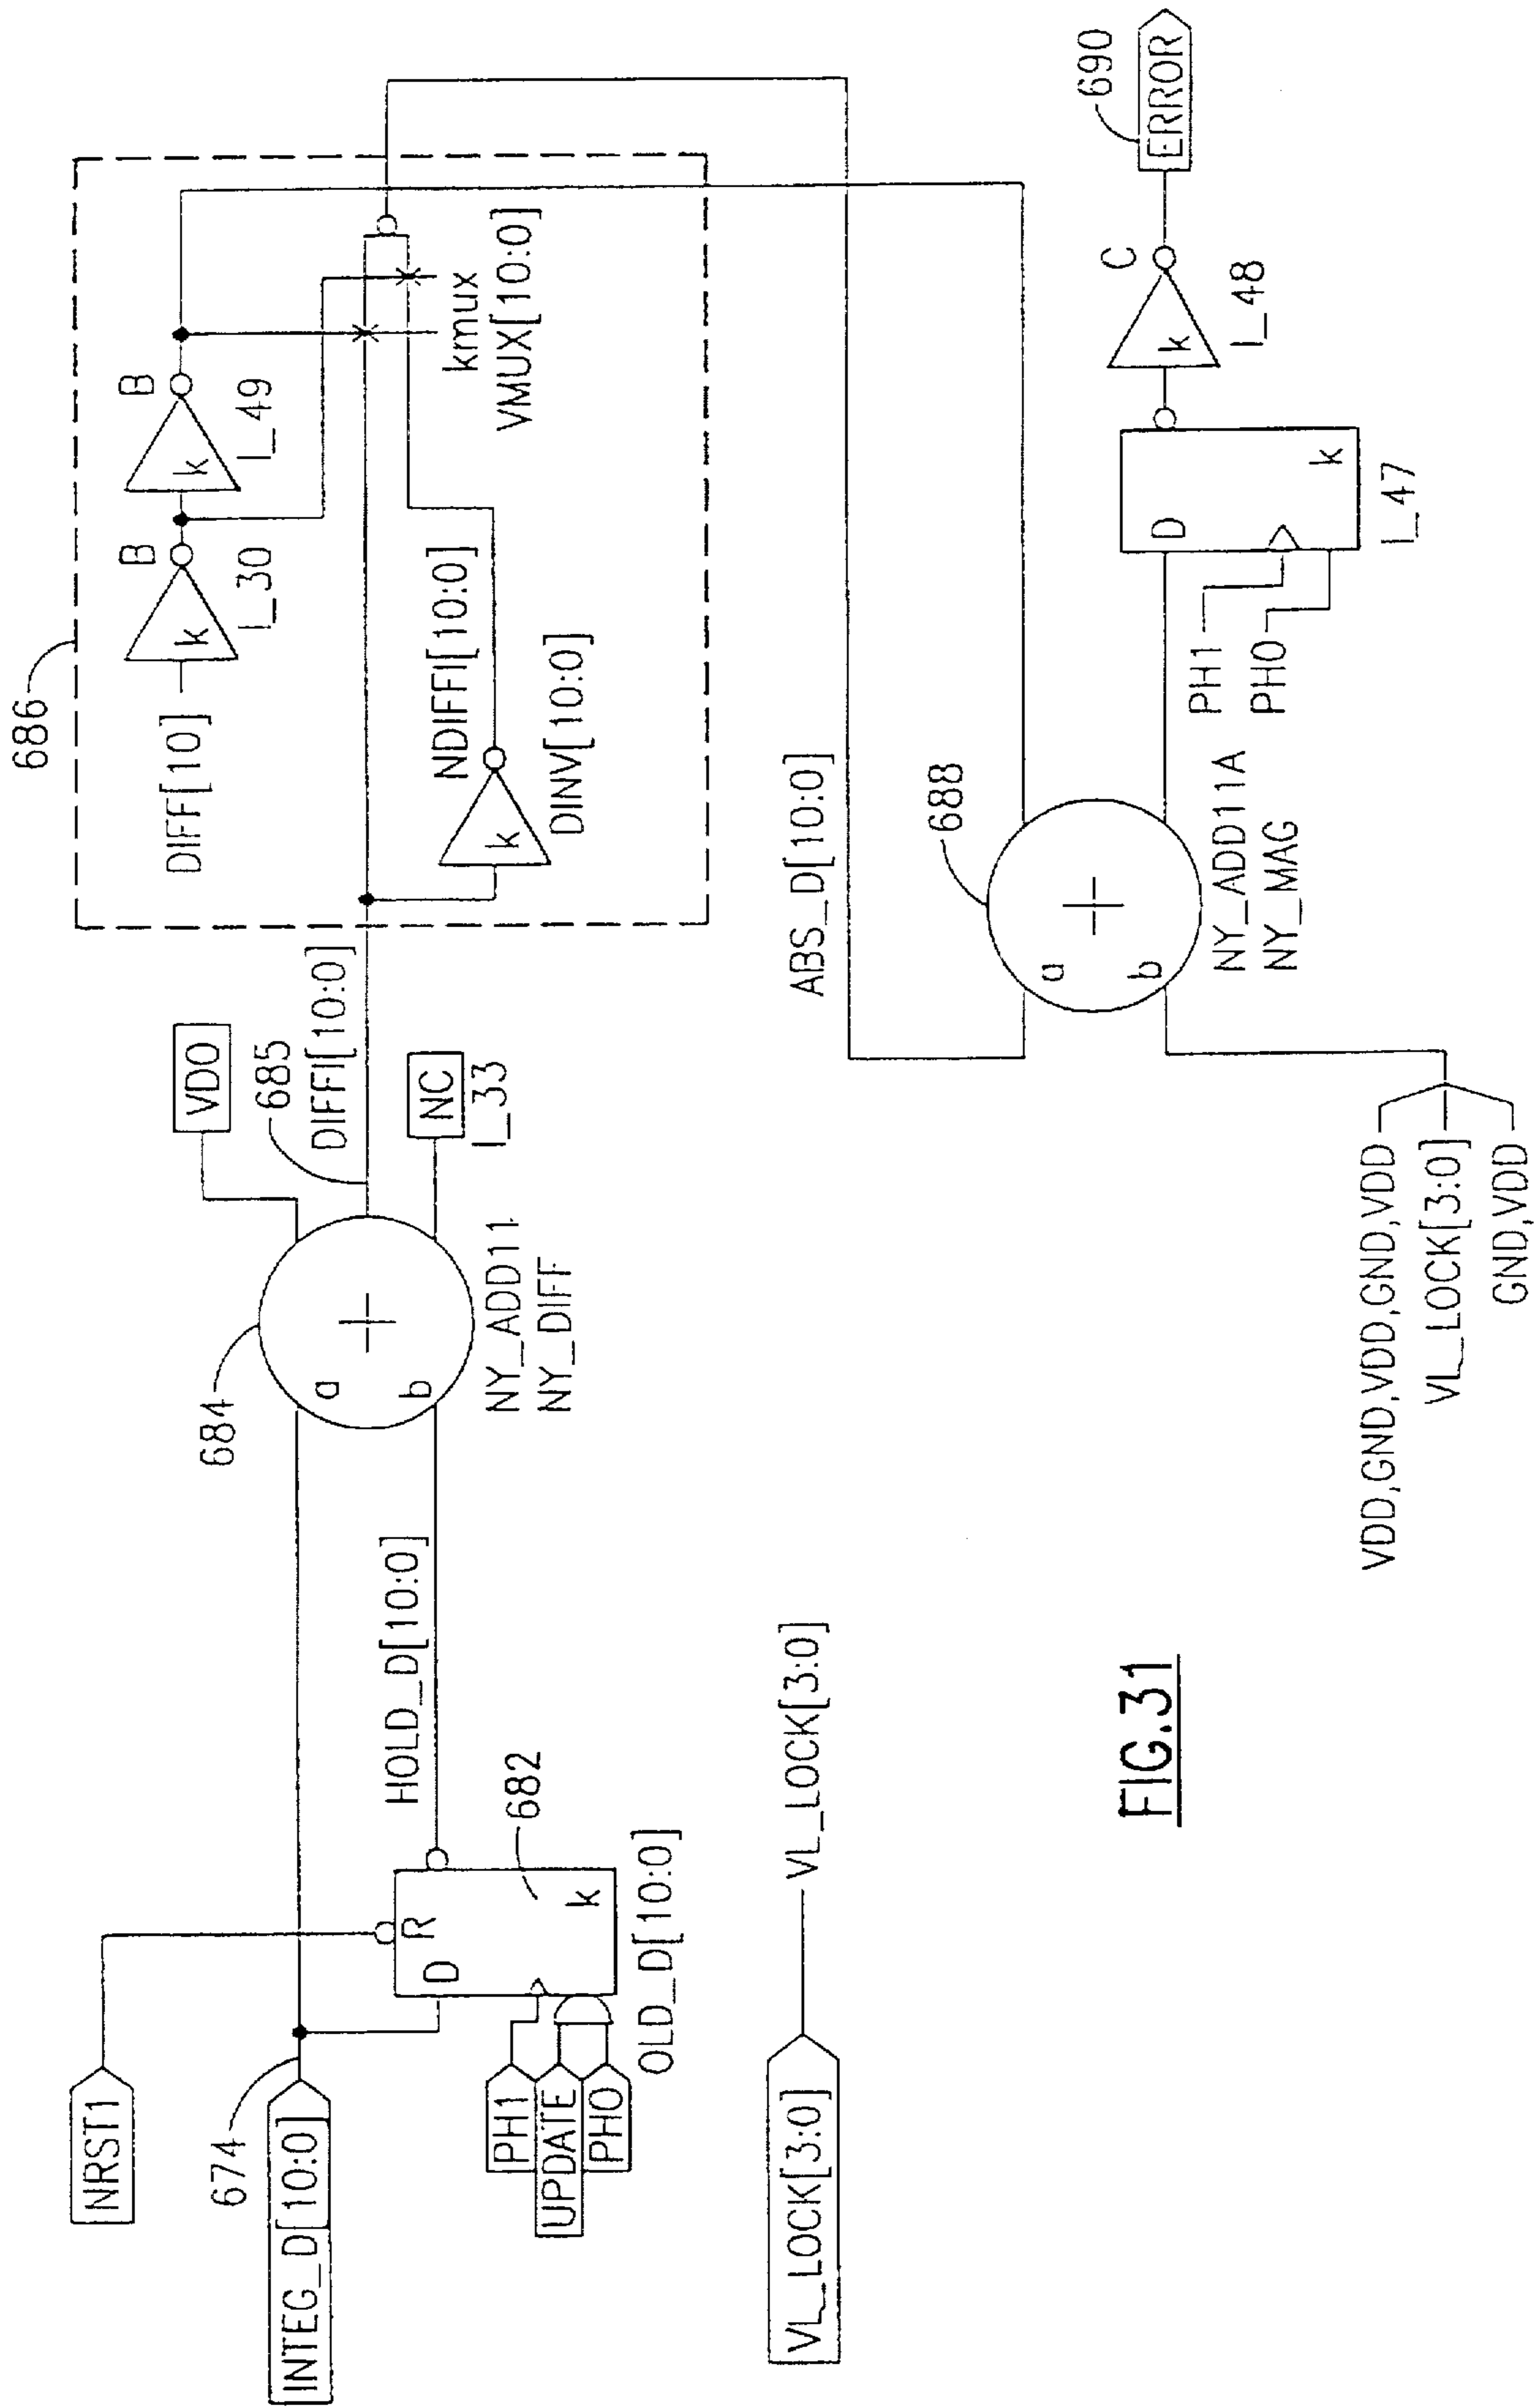 NRST1
674
INTEG_D[10:0]
D
R
k
682
PH1
UPDATE
PH0
OLD_D[10:0]
HOLD_D[10:0]
VL_LOCK[3:0]
VL_LOCK[3:0]
684
a
b
NY_ADD11
NY_DIFF
685
DIFFI[10:0]
NC
I_33
686
DIFF[10]
k
B
I_30
k
B
I_49
NDIFFI[10:0]
k
DINV[10:0]
kmux
VMUX[10:0]
ABS_D[10:0]
688
a
b
NY_ADD11A
NY_MAG
VDD,GND,VDD,GND,VDD
VL_LOCK[3:0]
GND,VDD
PH1
PH0
D
k
I_47
k
C
I_48
690
ERROR
FIG.31